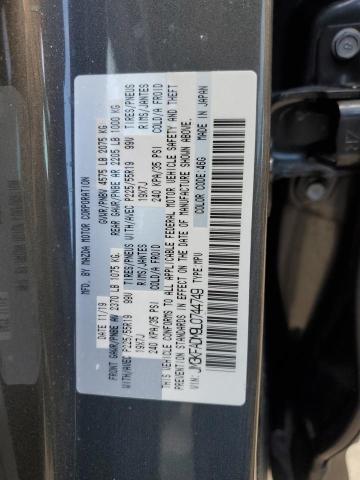 MFD. BY MAZDA MOTOR CORPORATION
DATE: 11/19 GVWR/PNBV 4575 LB 2075 KG
FRONT GAWR/PNBE AV 2370 LB 1075 KG. REAR GAWR/PNBE AR 2205 LB 1000 KG
WITH/AVEC P225/55R19 99V TIRES/PNEUS WITH/AVEC P225/55R19 99V TIRES/PNEUS
19X7J RIMS/JANTES 19X7J RIMS/JANTES
240 KPA/35 PSI COLD/A FROID 240 KPA/35 PSI COLD/A FROID
THIS VEHICLE CONFORMS TO ALL APPLICABLE FEDERAL MOTOR VEHICLE SAFETY AND THEFT
PREVENTION STANDARDS IN EFFECT ON THE DATE OF MANUFACTURE SHOWN ABOVE.
VIN: JM3KFADM9L0744749 TYPE: MPV
COLOR CODE: 46G MADE IN JAPAN